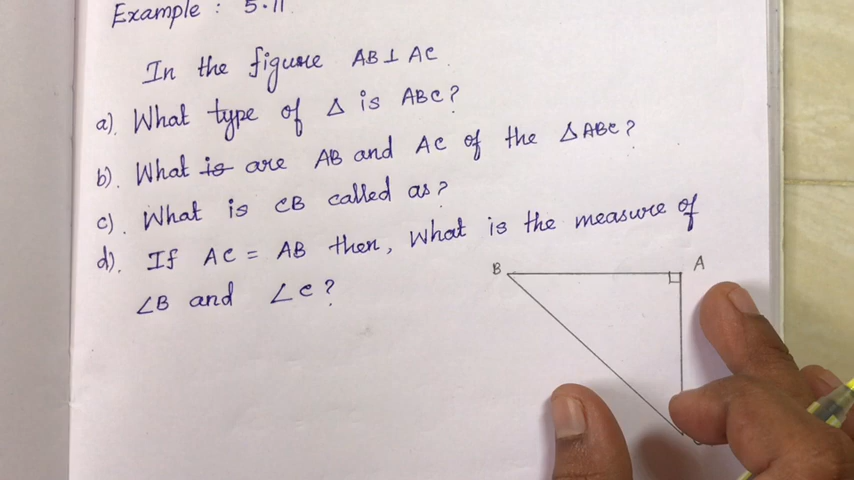 Example : 5.11
In the figure AB⊥AC.
a). What type of Δ is ABC?
b). What is are AB and AC of the ΔABC?
c). What is CB called as?
d). If AC = AB then, What is the measure of
∠B and ∠C?
B
A